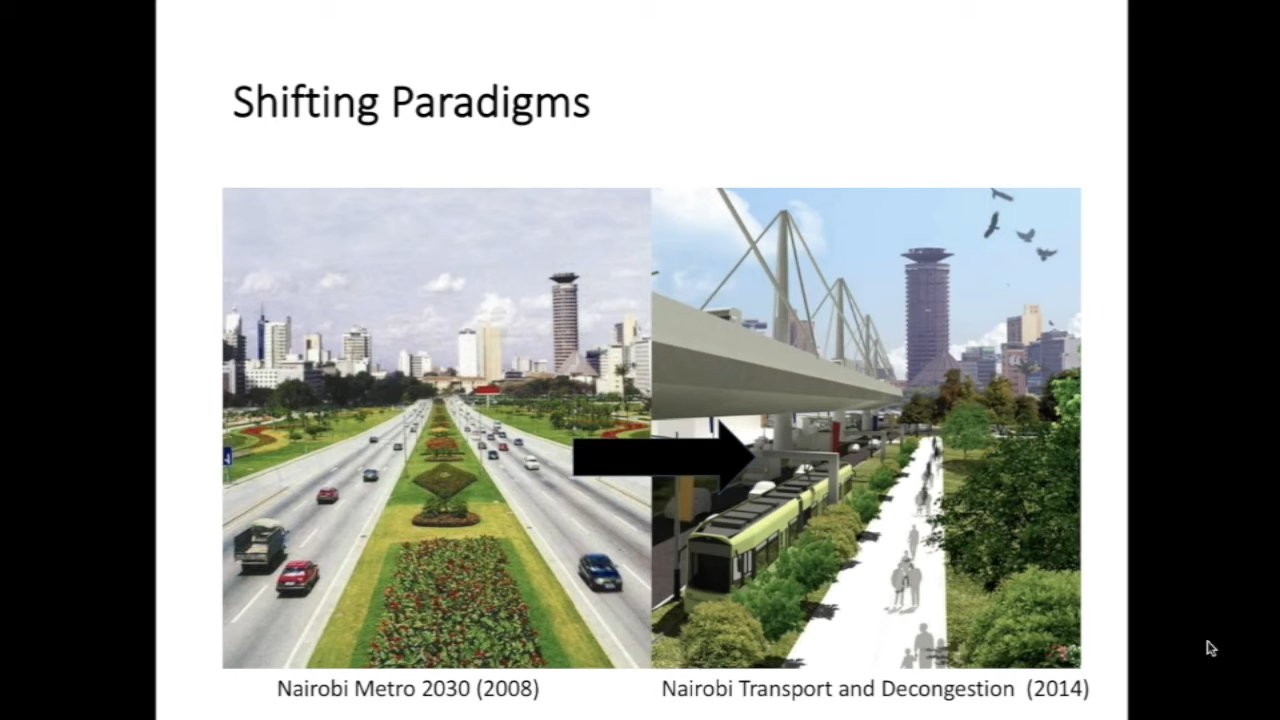 Shifting Paradigms
Nairobi Metro 2030 (2008)
Nairobi Transport and Decongestion (2014)